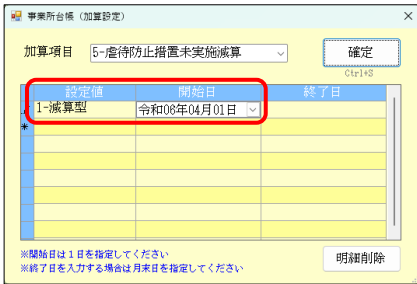 事業所台帳（加算設定）
加算項目 5-虐待防止措置未実施減算 確定
Ctrl+S
設定値 開始日 終了日
1-減算型 令和06年04月01日
*
※開始日は１日を指定してください
※終了日を入力する場合は月末日を指定してください
明細削除